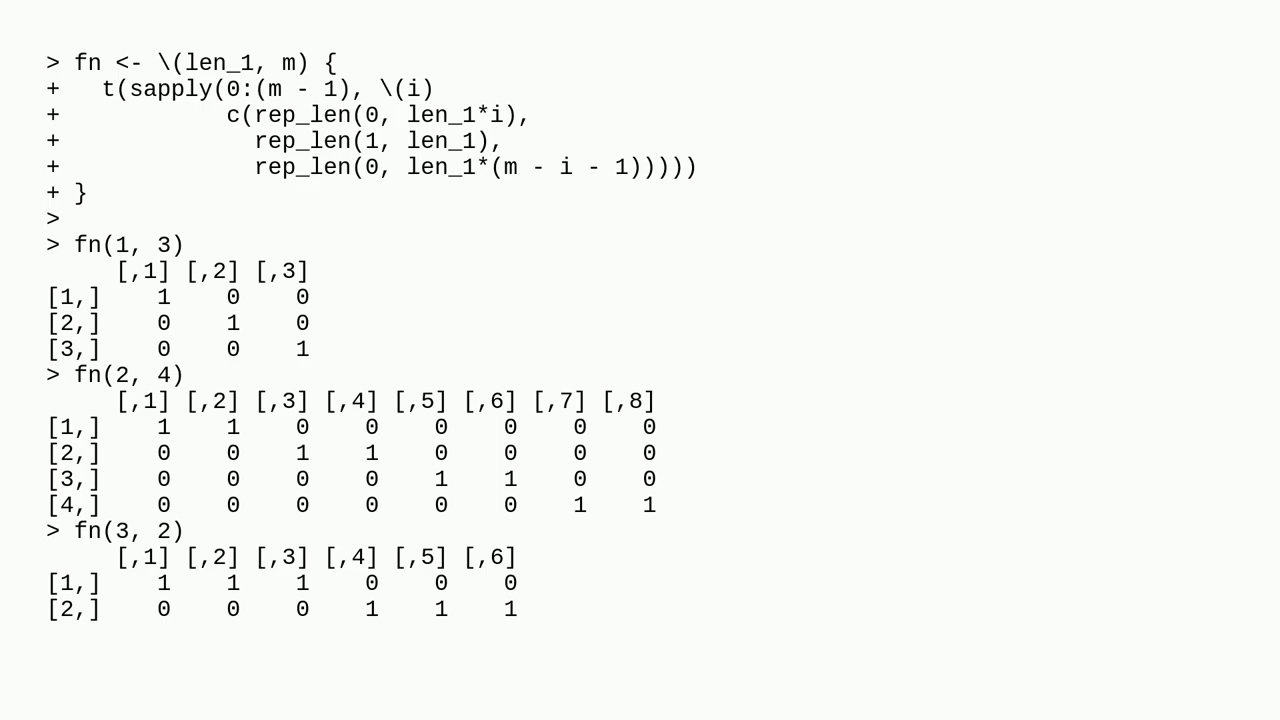 > fn <- \(len_1, m) {
+   t(sapply(0:(m - 1), \(i)
+            c(rep_len(0, len_1*i),
+              rep_len(1, len_1),
+              rep_len(0, len_1*(m - i - 1)))))
+ }
>
> fn(1, 3)
     [,1] [,2] [,3]
[1,]    1    0    0
[2,]    0    1    0
[3,]    0    0    1
> fn(2, 4)
     [,1] [,2] [,3] [,4] [,5] [,6] [,7] [,8]
[1,]    1    1    0    0    0    0    0    0
[2,]    0    0    1    1    0    0    0    0
[3,]    0    0    0    0    1    1    0    0
[4,]    0    0    0    0    0    0    1    1
> fn(3, 2)
     [,1] [,2] [,3] [,4] [,5] [,6]
[1,]    1    1    1    0    0    0
[2,]    0    0    0    1    1    1